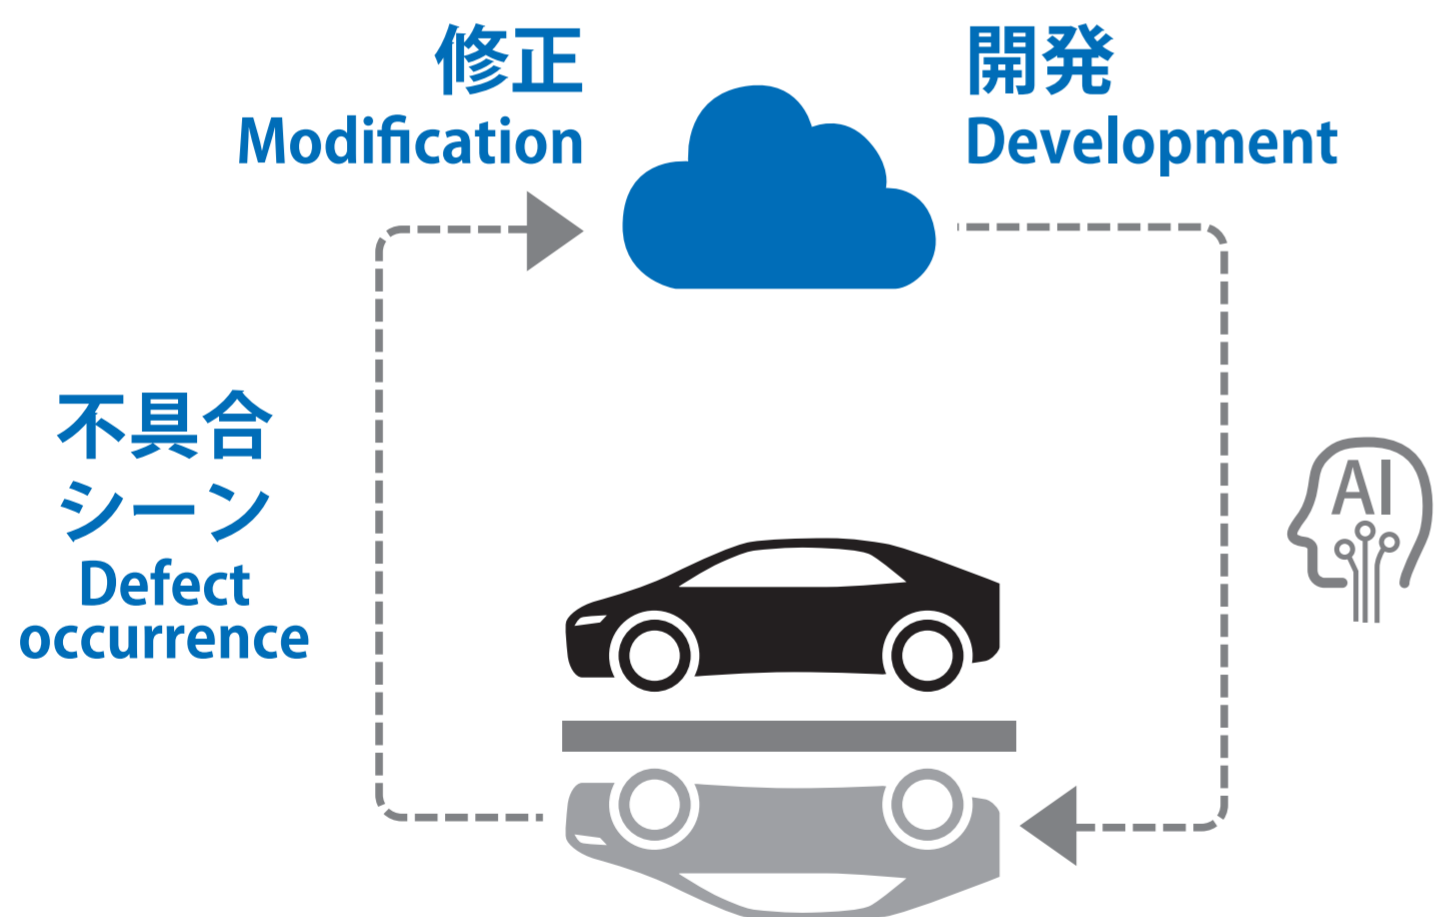 修正
Modification
開発
Development
不具合
シーン
Defect
occurrence
AI